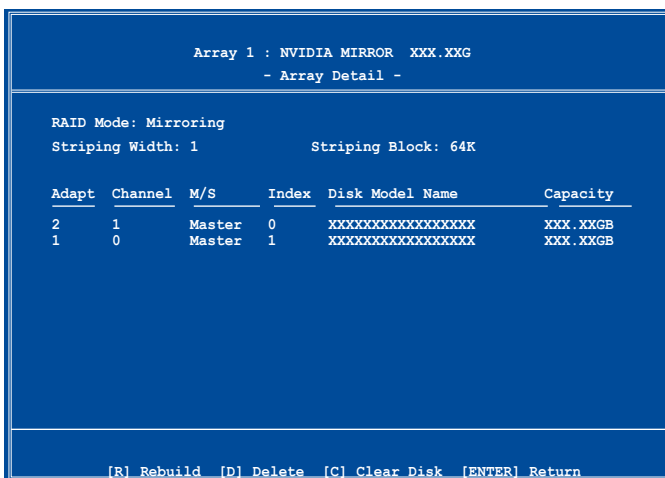 Array 1 : NVIDIA MIRROR XXX.XXG
- Array Detail -
RAID Mode: Mirroring
Striping Width: 1 Striping Block: 64K
Adapt Channel M/S Index Disk Model Name Capacity
2 1 Master 0 XXXXXXXXXXXXXXXXX XXX.XXGB
1 0 Master 1 XXXXXXXXXXXXXXXXX XXX.XXGB
[R] Rebuild [D] Delete [C] Clear Disk [ENTER] Return